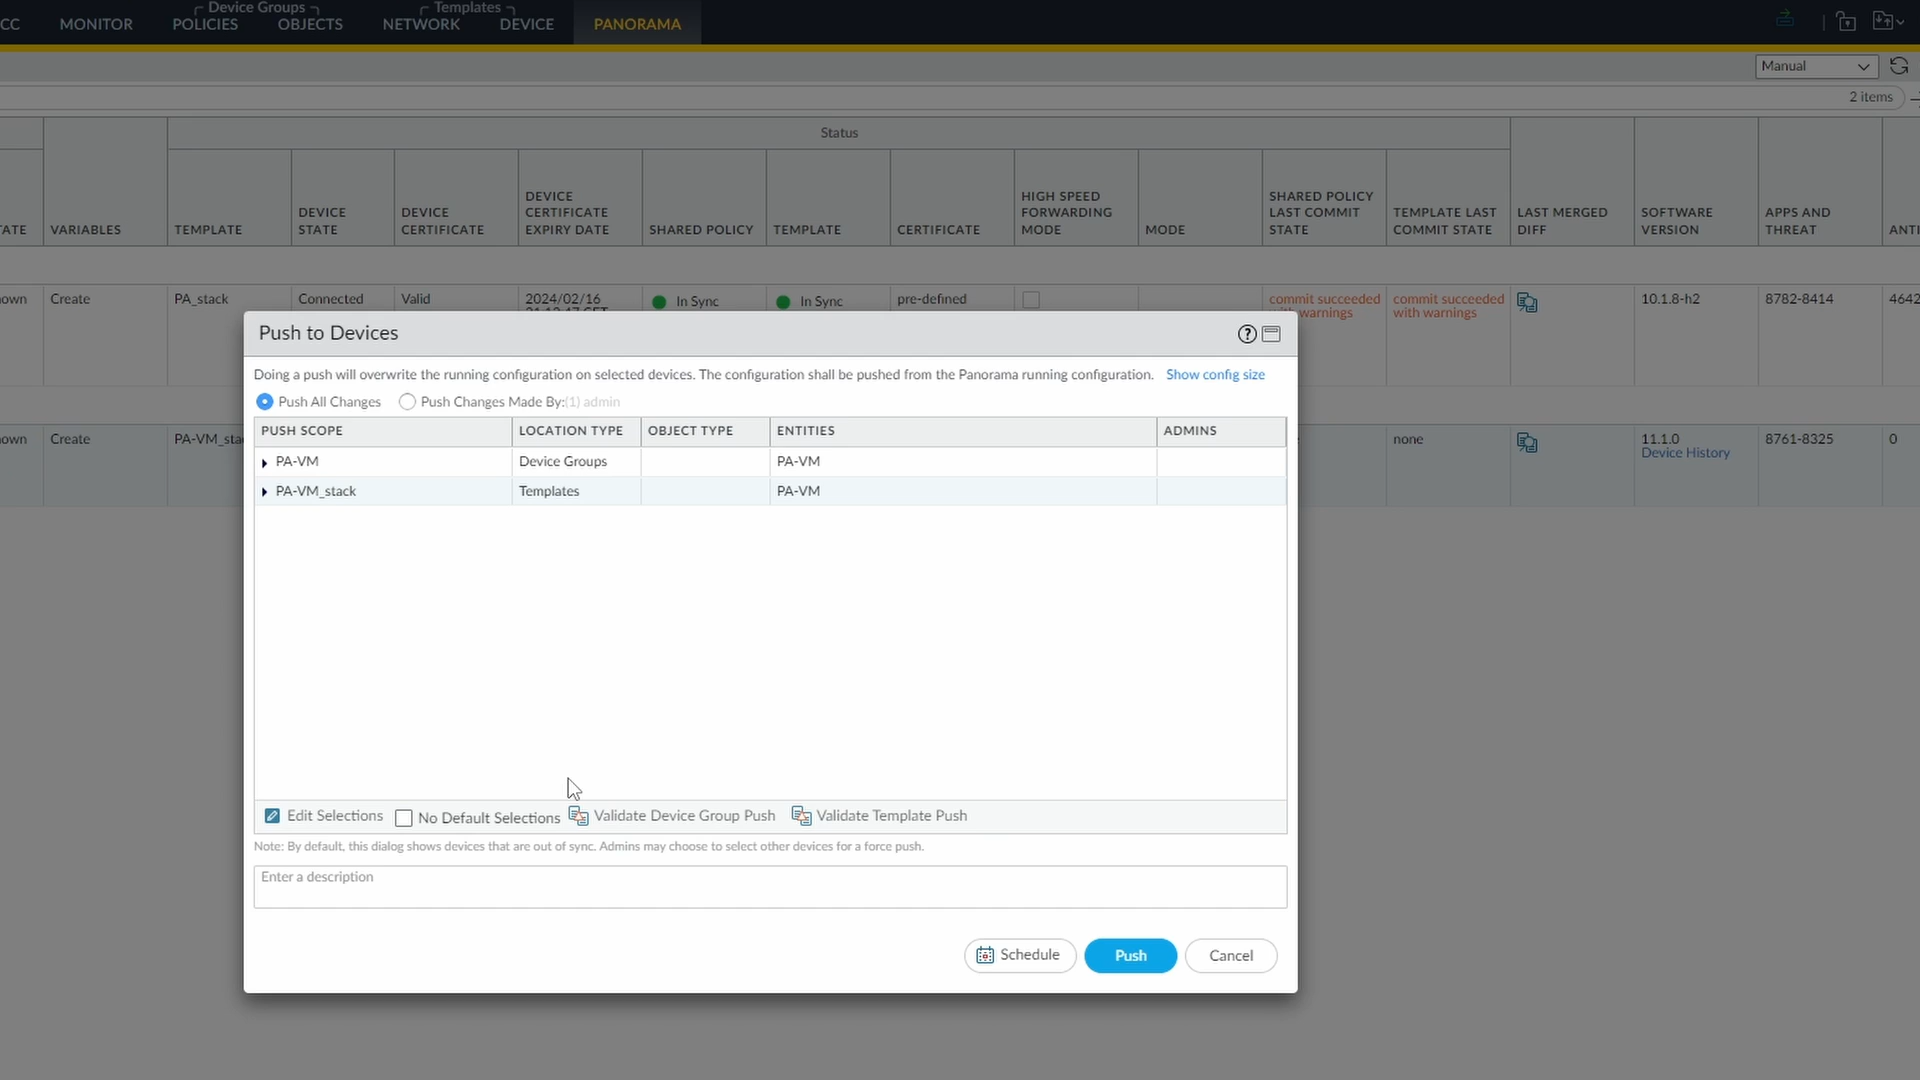 Device Groups
Templates
CC
MONITOR
POLICIES
OBJECTS
NETWORK
DEVICE
PANORAMA
Manual
2 items
Status
ATE
VARIABLES
TEMPLATE
DEVICE
STATE
DEVICE
CERTIFICATE
DEVICE
CERTIFICATE
EXPIRY DATE
SHARED POLICY
TEMPLATE
CERTIFICATE
HIGH SPEED
FORWARDING
MODE
MODE
SHARED POLICY
LAST COMMIT
STATE
TEMPLATE LAST
COMMIT STATE
LAST MERGED
DIFF
SOFTWARE
VERSION
APPS AND
THREAT
ANTI
own
Create
PA_stack
Connected
Valid
2024/02/16
In Sync
In Sync
pre-defined
commit succeeded
with warnings
commit succeeded
with warnings
10.1.8-h2
8782-8414
4642
own
Create
PA-VM_sta
none
11.1.0
Device History
8761-8325
0
Push to Devices
Doing a push will overwrite the running configuration on selected devices. The configuration shall be pushed from the Panorama running configuration. Show config size
Push All Changes
Push Changes Made By:(1) admin
PUSH SCOPE
LOCATION TYPE
OBJECT TYPE
ENTITIES
ADMINS
PA-VM
Device Groups
PA-VM
PA-VM_stack
Templates
PA-VM
Edit Selections
No Default Selections
Validate Device Group Push
Validate Template Push
Note: By default, this dialog shows devices that are out of sync. Admins may choose to select other devices for a force push.
Enter a description
Schedule
Push
Cancel